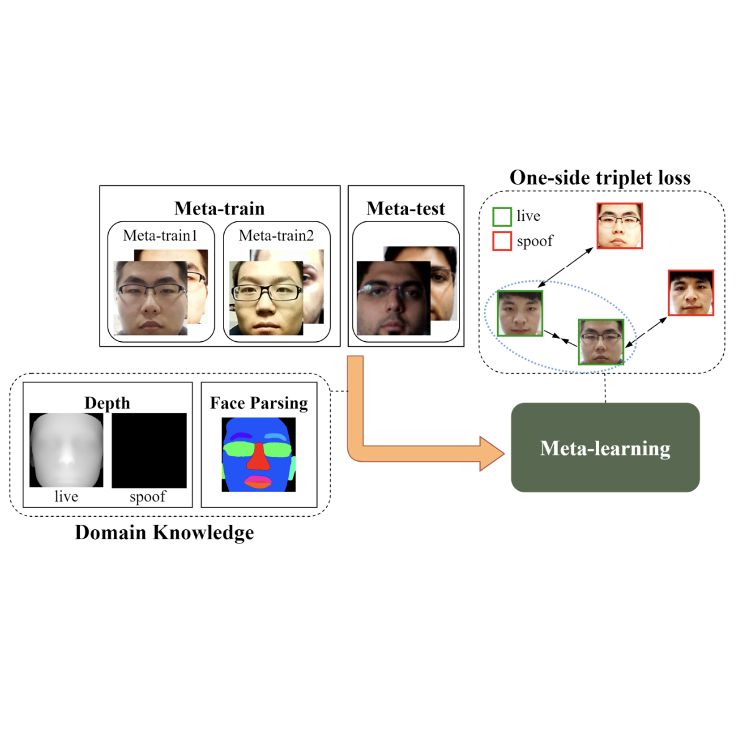 One-side triplet loss
Meta-train
Meta-test
Meta-train1
Meta-train2
live
spoof
Depth
Face Parsing
live
spoof
Domain Knowledge
Meta-learning